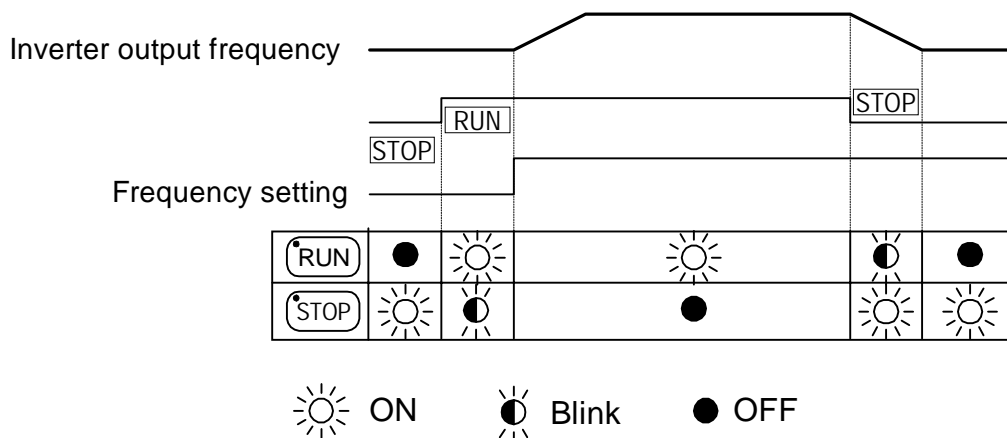 Inverter output frequency
STOP
RUN
STOP
Frequency setting
RUN
STOP
ON Blink OFF